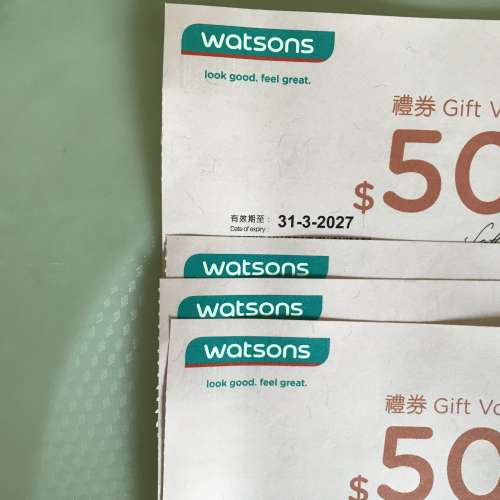 watsons
look good. feel great.
禮券 Gift
$50
有效期至： 31-3-2027
Date of expiry :
watsons
watsons
watsons
look good. feel great.
禮券 Gift
$50